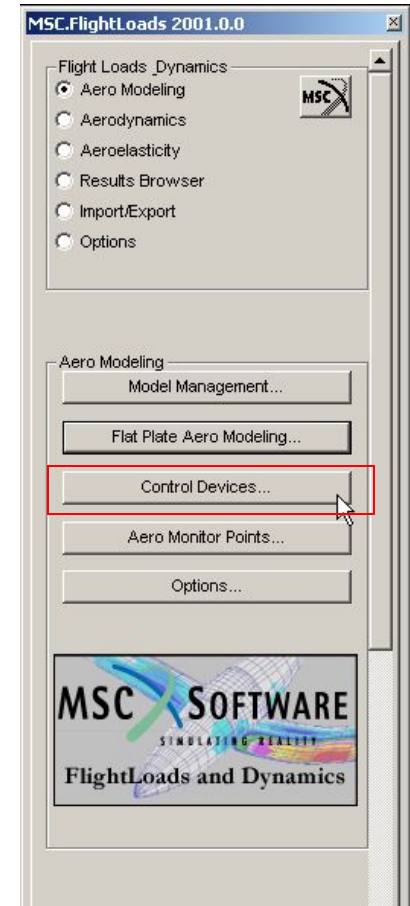 MSC.FlightLoads 2001.0.0
Flight Loads _Dynamics
Aero Modeling
MSC
Aerodynamics
Aeroelasticity
Results Browser
Import/Export
Options
Aero Modeling
Model Management...
Flat Plate Aero Modeling...
Control Devices...
Aero Monitor Points...
Options...
MSC SOFTWARE
SIMULATING REALITY
FlightLoads and Dynamics